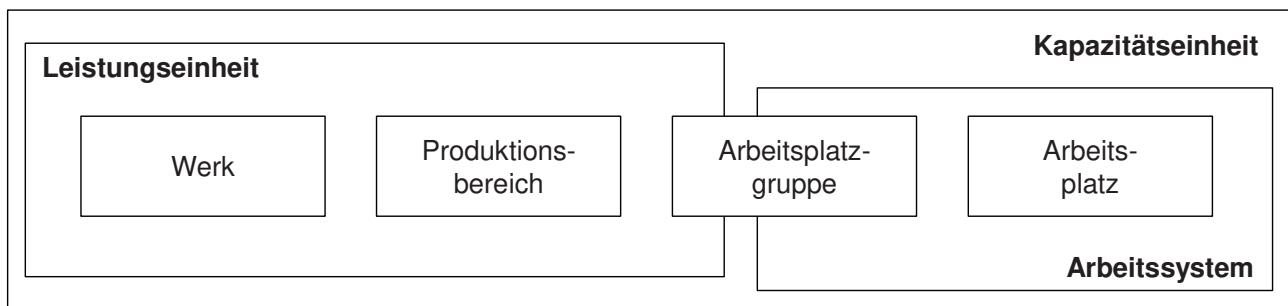 Kapazitätseinheit
Leistungseinheit
Werk
Produktions-
bereich
Arbeitsplatz-
gruppe
Arbeits-
platz
Arbeitssystem